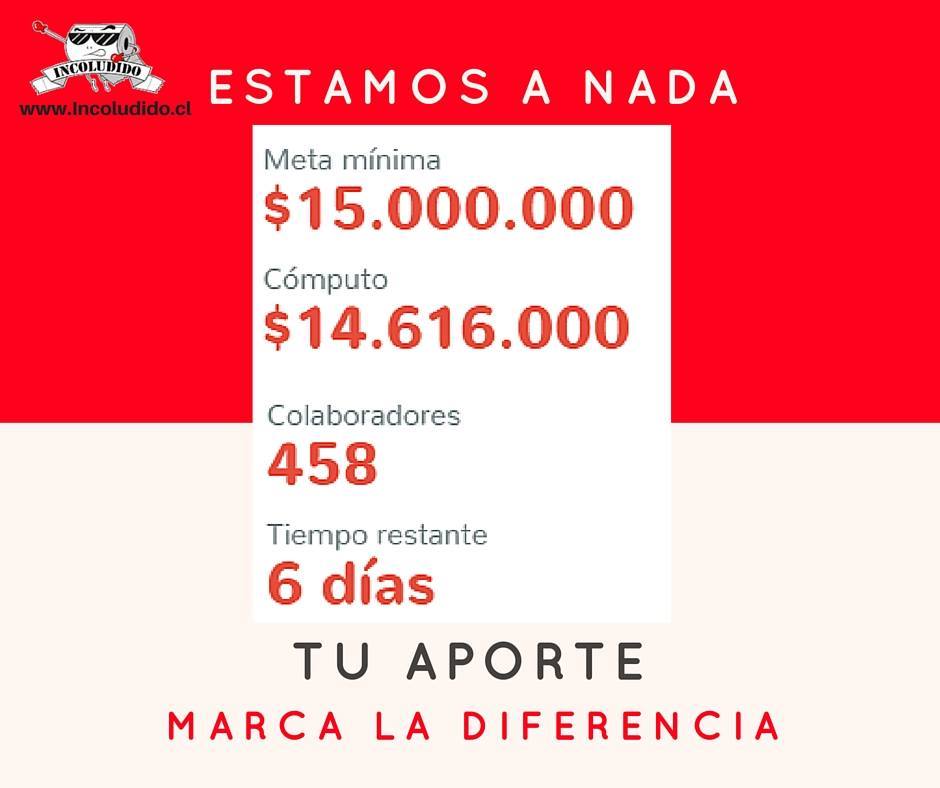 INCOLUDIDO
www.Incoludido.cl
ESTAMOS A NADA
Meta mínima
$15.000.000
Cómputo
$14.616.000
Colaboradores
458
Tiempo restante
6 días
TU APORTE
MARCA LA DIFERENCIA